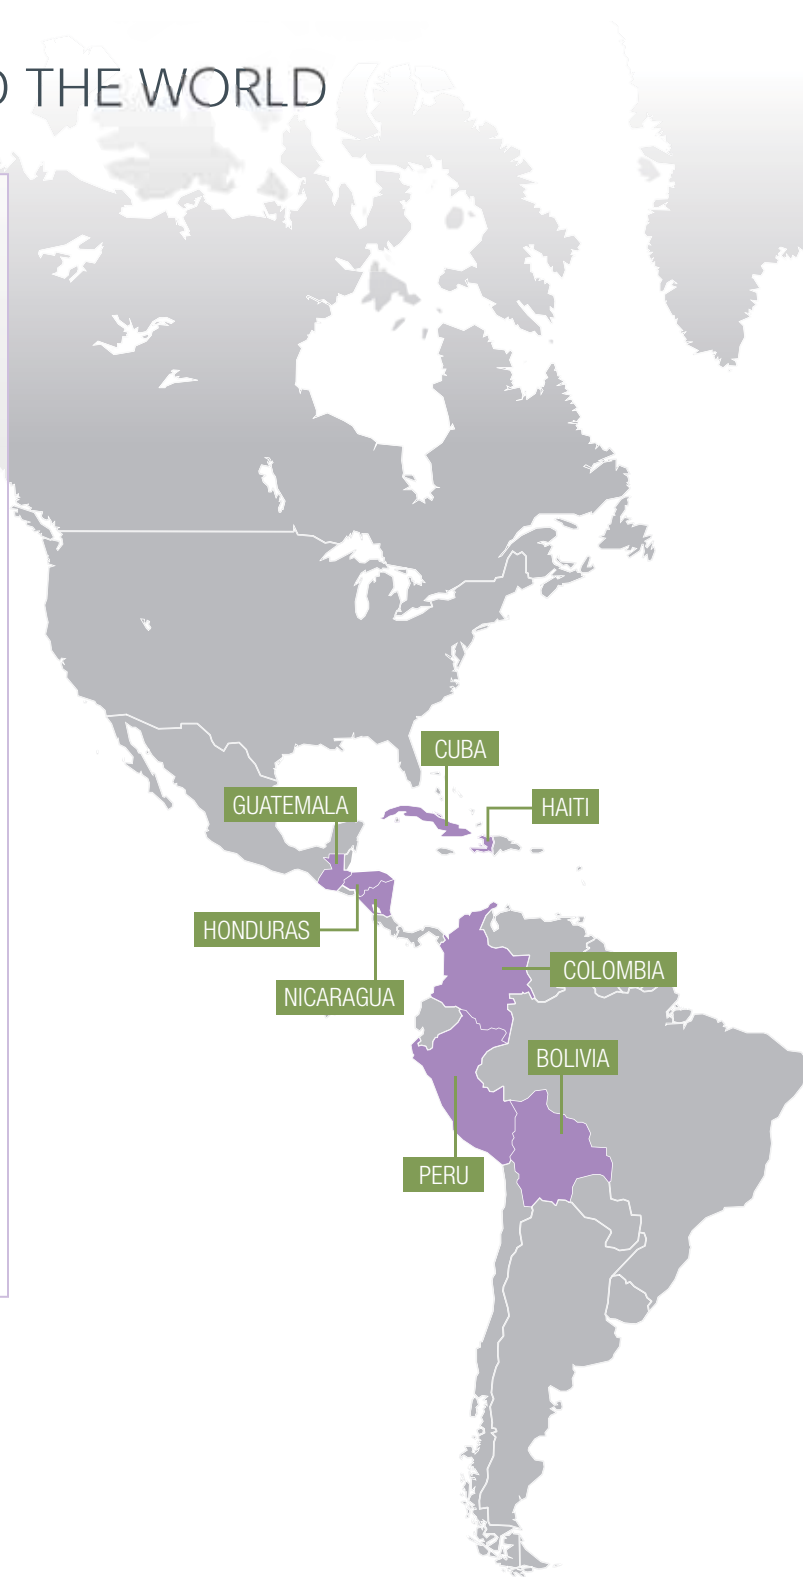 D THE WORLD
CUBA
GUATEMALA
HAITI
HONDURAS
COLOMBIA
NICARAGUA
BOLIVIA
PERU